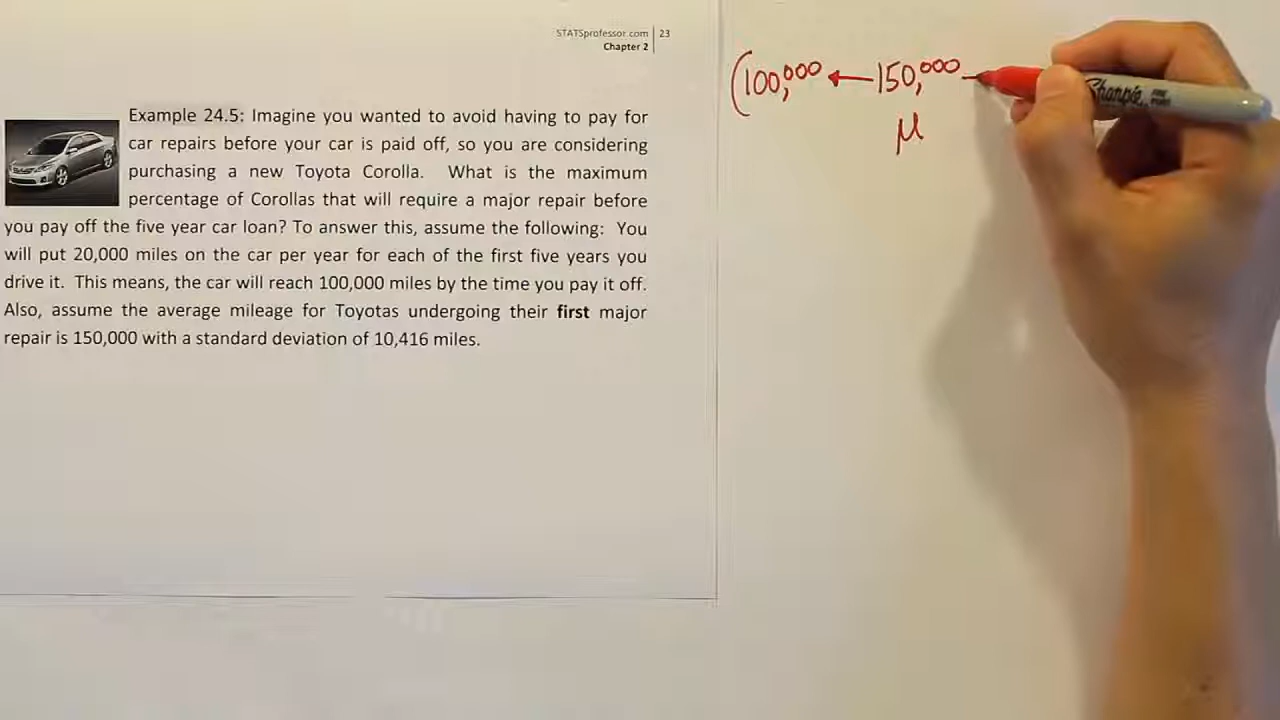 STATSprofessor.com | 23
Chapter 2
Example 24.5: Imagine you wanted to avoid having to pay for
car repairs before your car is paid off, so you are considering
purchasing a new Toyota Corolla. What is the maximum
percentage of Corollas that will require a major repair before
you pay off the five year car loan? To answer this, assume the following: You
will put 20,000 miles on the car per year for each of the first five years you
drive it. This means, the car will reach 100,000 miles by the time you pay it off.
Also, assume the average mileage for Toyotas undergoing their first major
repair is 150,000 with a standard deviation of 10,416 miles.
(100,000 ← 150,000
μ
Sharpie FINE POINT